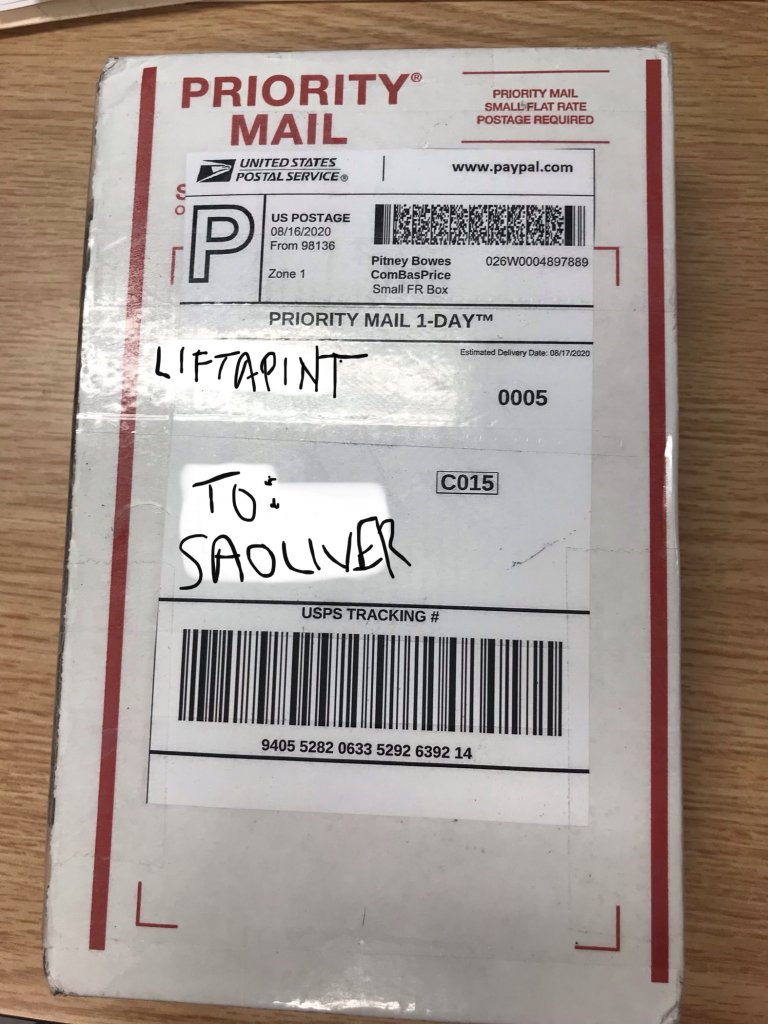 PRIORITY®
MAIL
PRIORITY MAIL
SMALL FLAT RATE
POSTAGE REQUIRED
UNITED STATES
POSTAL SERVICE®
www.paypal.com
S
O
P
US POSTAGE
08/16/2020
From 98136
Zone 1
Pitney Bowes
ComBasPrice
Small FR Box
026W0004897889
PRIORITY MAIL 1-DAY™
LIFTAPINT
Estimated Delivery Date: 08/17/2020
0005
C015
TO:
SAOLIVER
USPS TRACKING #
9405 5282 0633 5292 6392 14